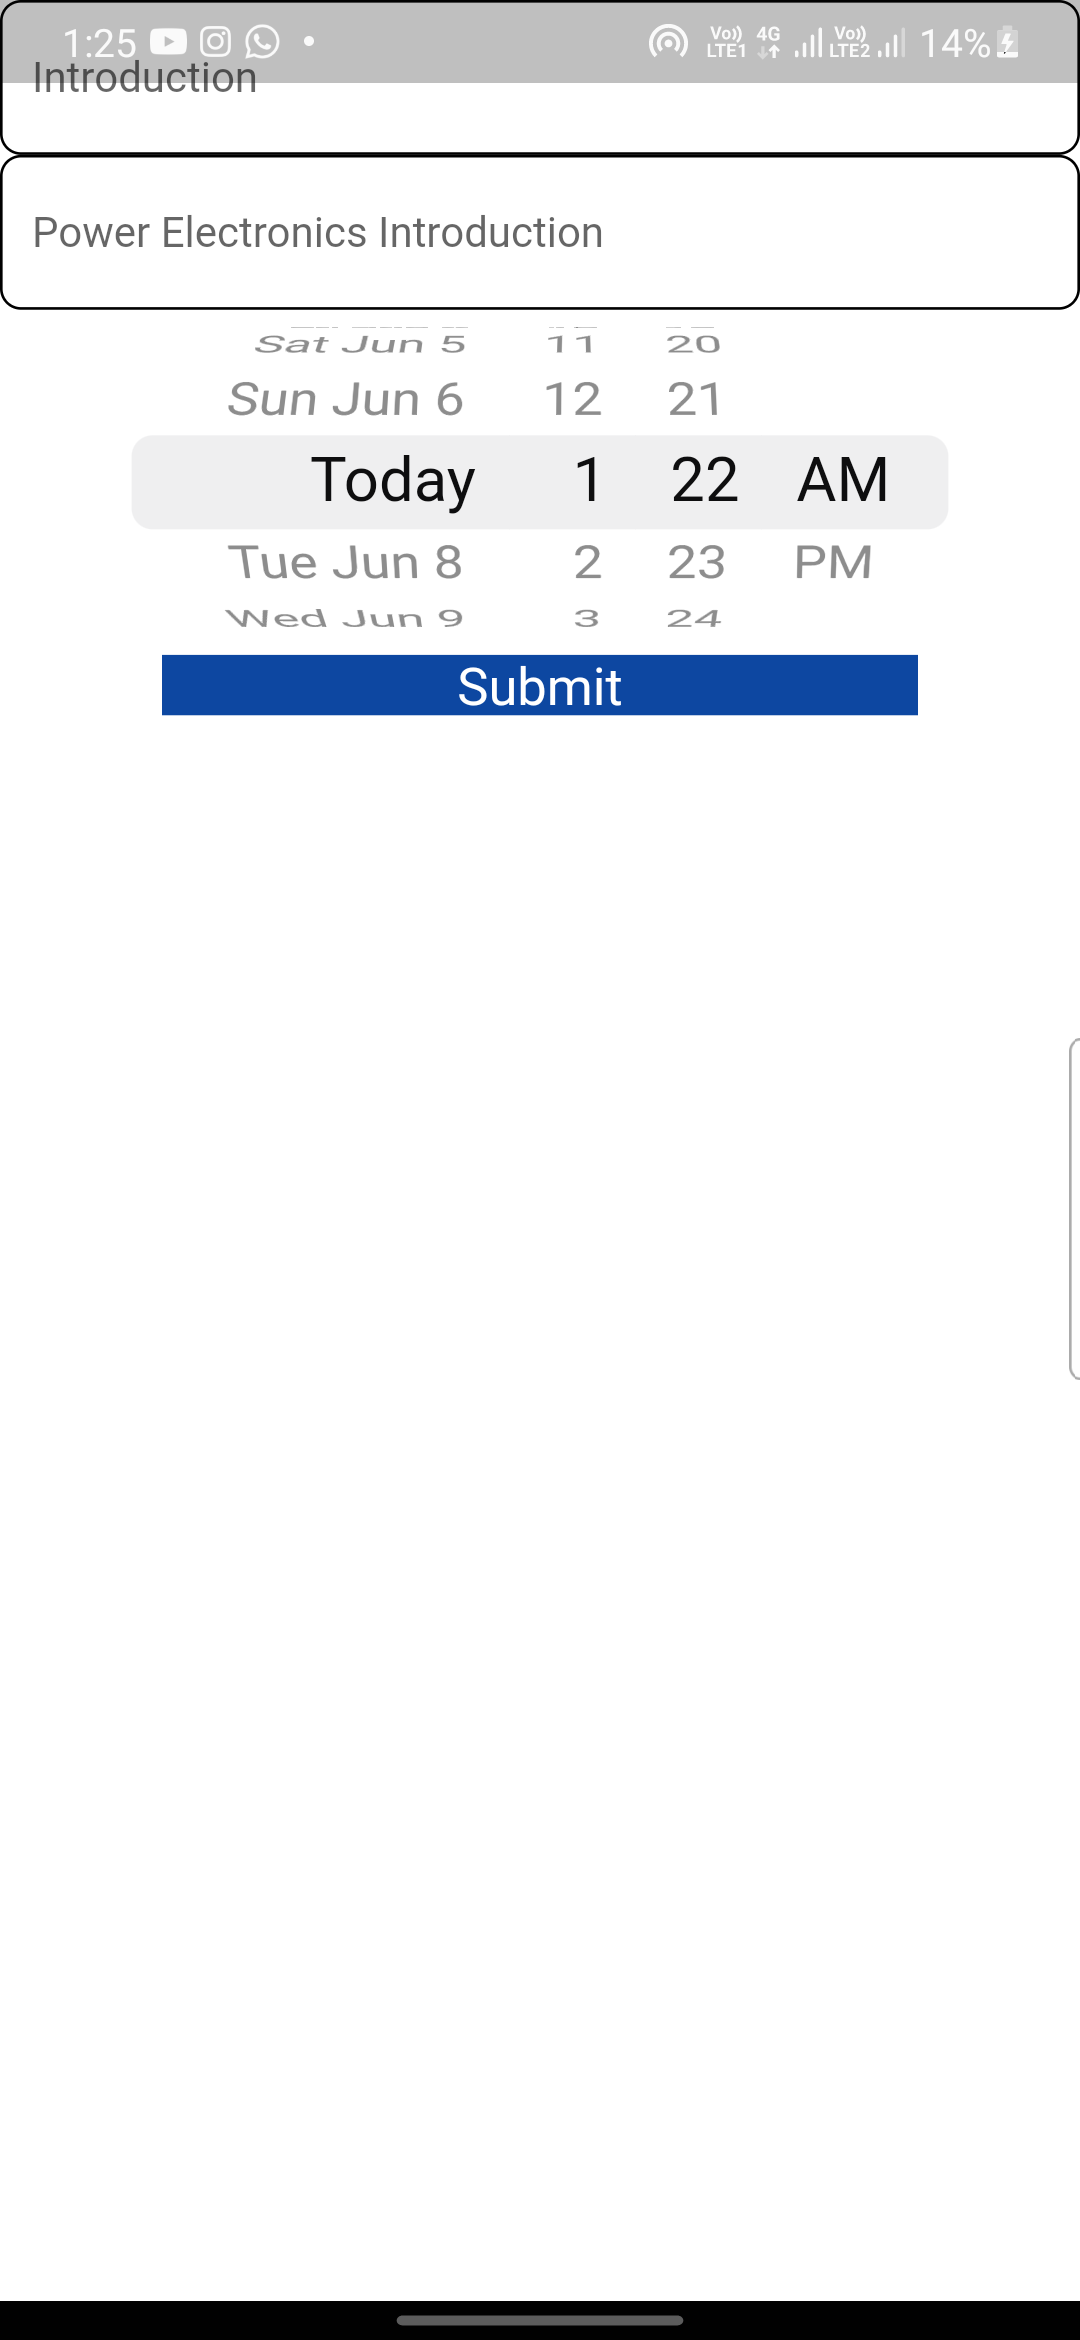 1:25 Vo)) LTE1 4G Vo)) LTE2 14%
Introduction
Power Electronics Introduction
Sat Jun 5 11 20
Sun Jun 6 12 21
Today 1 22 AM
Tue Jun 8 2 23 PM
Wed Jun 9 3 24
Submit